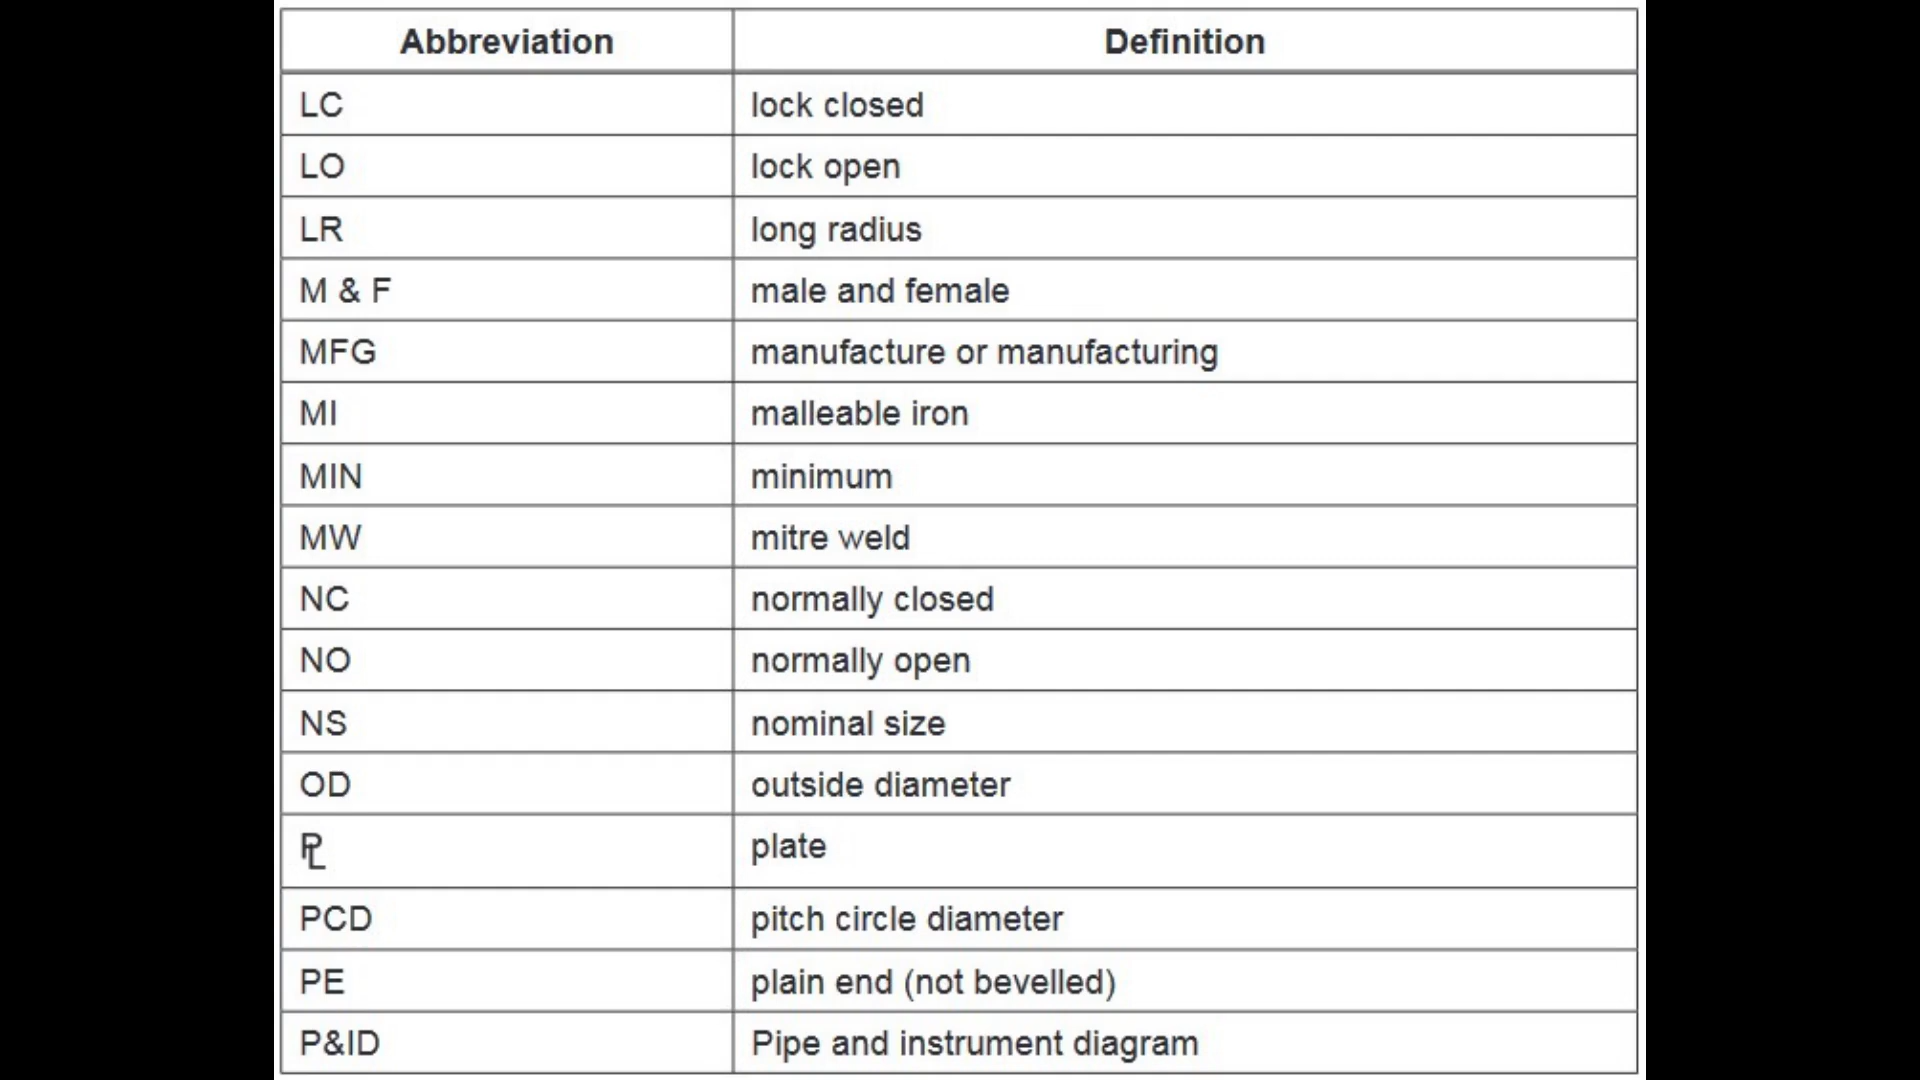 Abbreviation Definition
LC lock closed
LO lock open
LR long radius
M & F male and female
MFG manufacture or manufacturing
MI malleable iron
MIN minimum
MW mitre weld
NC normally closed
NO normally open
NS nominal size
OD outside diameter
PL plate
PCD pitch circle diameter
PE plain end (not bevelled)
P&ID Pipe and instrument diagram